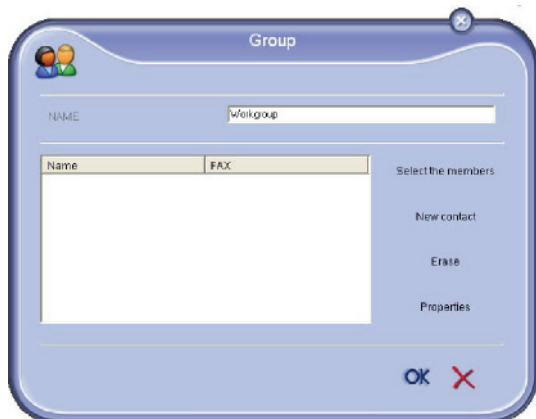 Group
NAME
Workgroup
Name FAX
Select the members
New contact
Erase
Properties
OK